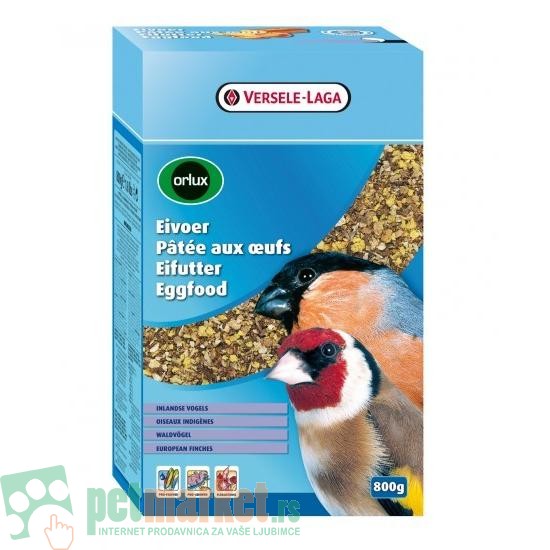 VERSELE-LAGA
orlux
Eivoer
Pâtée aux œufs
Eifutter
Eggfood
INLANDSE VOGELS
OISEAUX INDIGÈNES
WALDVÖGEL
EUROPEAN FINCHES
800g
petmarket.rs
INTERNET PRODAVNICA ZA VAŠE LJUBIMCE